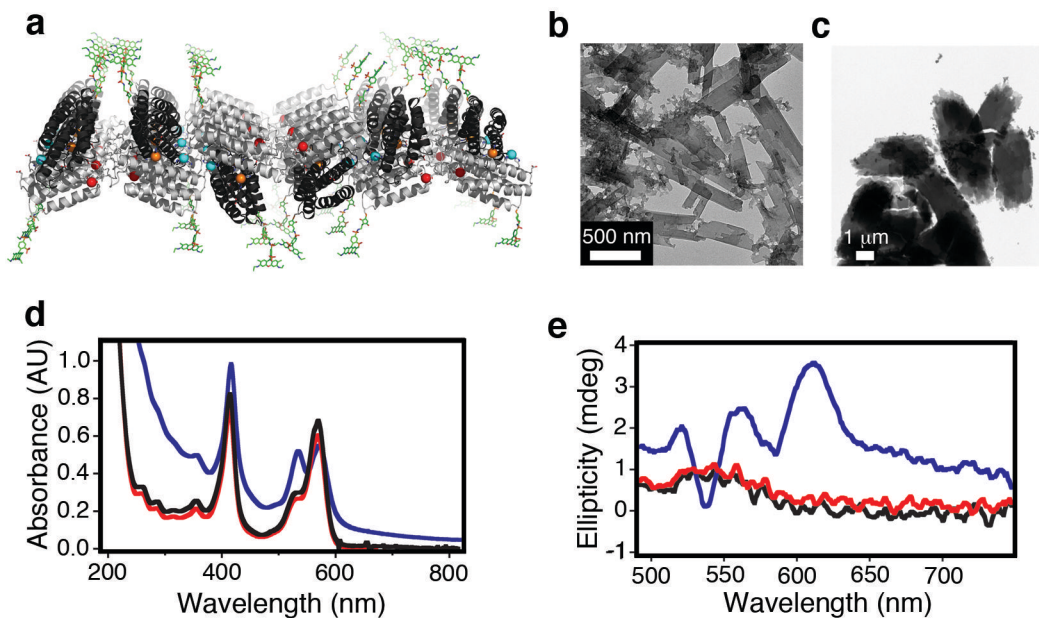 a
b
c
500 nm
1 μm
d
e
Absorbance (AU)
1.0
0.8
0.6
0.4
0.2
0.0
200
400
600
800
Wavelength (nm)
Ellipticity (mdeg)
4
3
2
1
0
-1
500
550
600
700
Wavelength (nm)